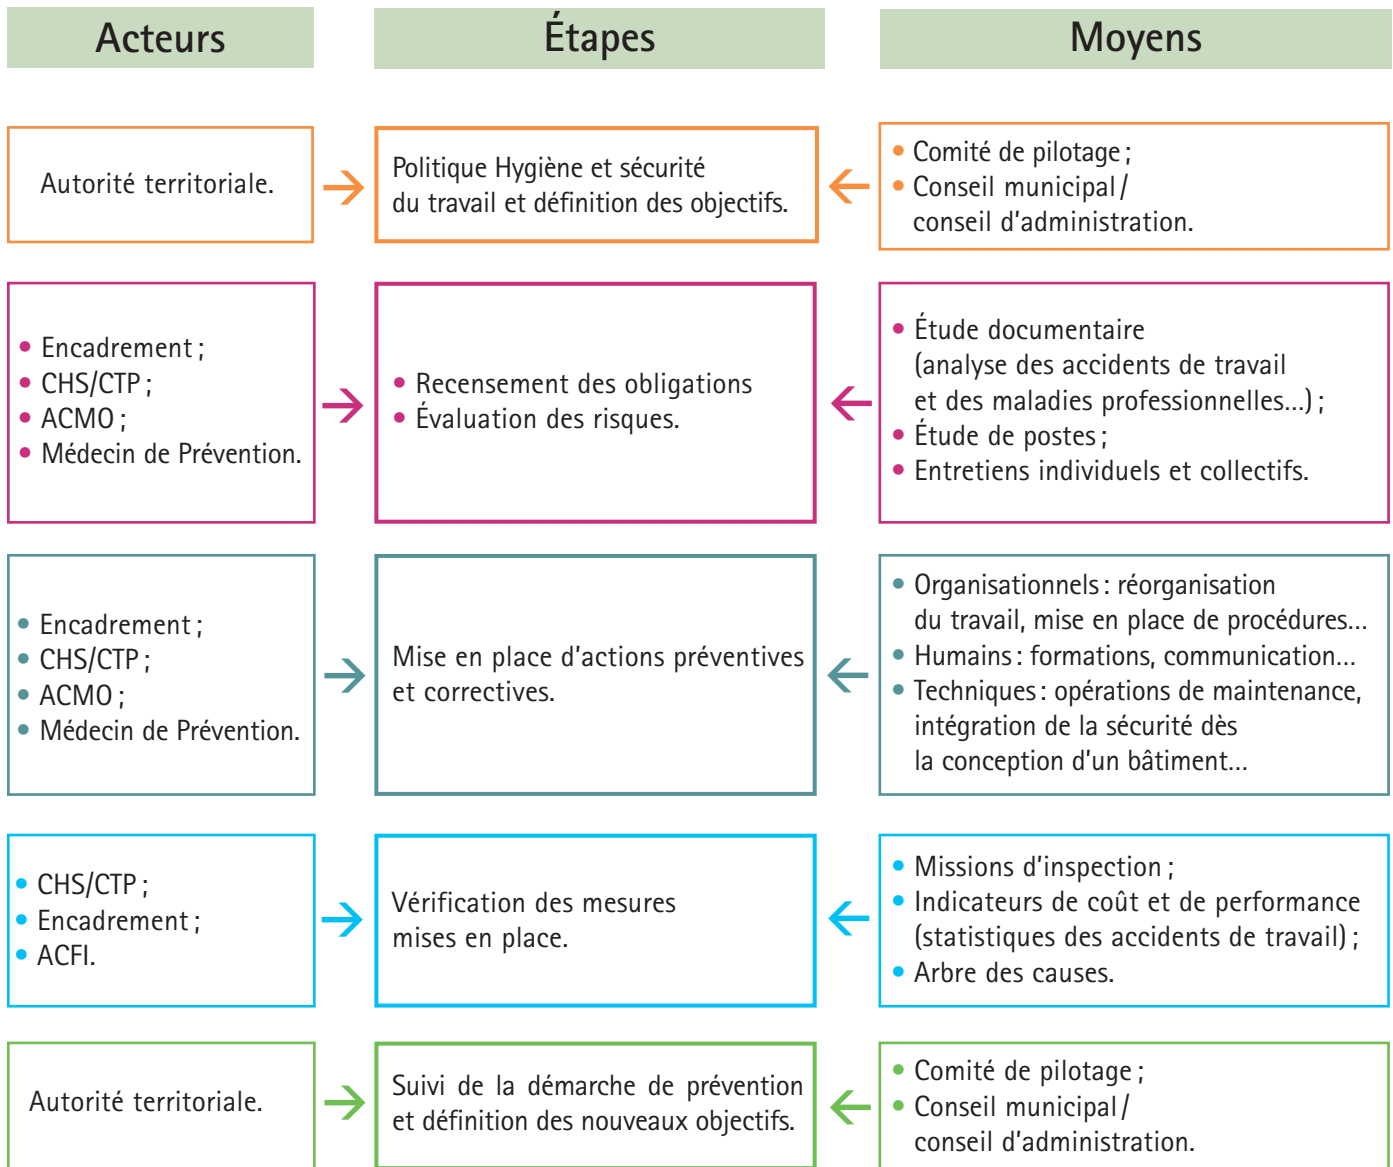 Acteurs
Étapes
Moyens
Autorité territoriale.
Politique Hygiène et sécurité
du travail et définition des objectifs.
• Comité de pilotage ;
• Conseil municipal /
conseil d'administration.
• Encadrement ;
• CHS/CTP ;
• ACMO ;
• Médecin de Prévention.
• Recensement des obligations
• Évaluation des risques.
• Étude documentaire
(analyse des accidents de travail
et des maladies professionnelles...) ;
• Étude de postes ;
• Entretiens individuels et collectifs.
• Encadrement ;
• CHS/CTP ;
• ACMO ;
• Médecin de Prévention.
Mise en place d'actions préventives
et correctives.
• Organisationnels : réorganisation
du travail, mise en place de procédures...
• Humains : formations, communication...
• Techniques : opérations de maintenance,
intégration de la sécurité dès
la conception d'un bâtiment...
• CHS/CTP ;
• Encadrement ;
• ACFI.
Vérification des mesures
mises en place.
• Missions d'inspection ;
• Indicateurs de coût et de performance
(statistiques des accidents de travail) ;
• Arbre des causes.
Autorité territoriale.
Suivi de la démarche de prévention
et définition des nouveaux objectifs.
• Comité de pilotage ;
• Conseil municipal /
conseil d'administration.